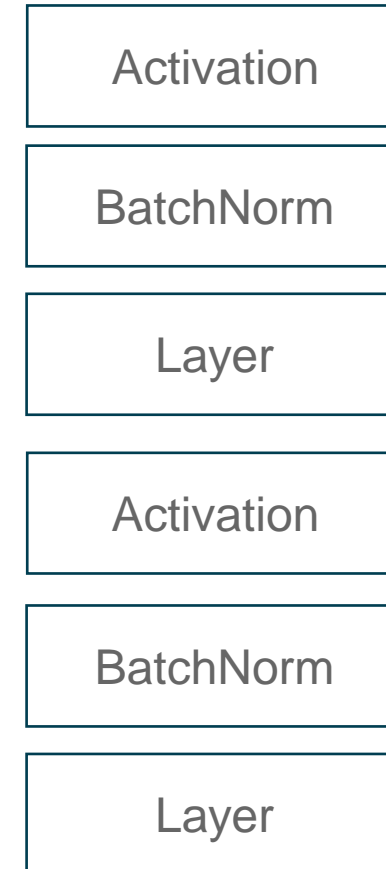 Activation
BatchNorm
Layer
Activation
BatchNorm
Layer